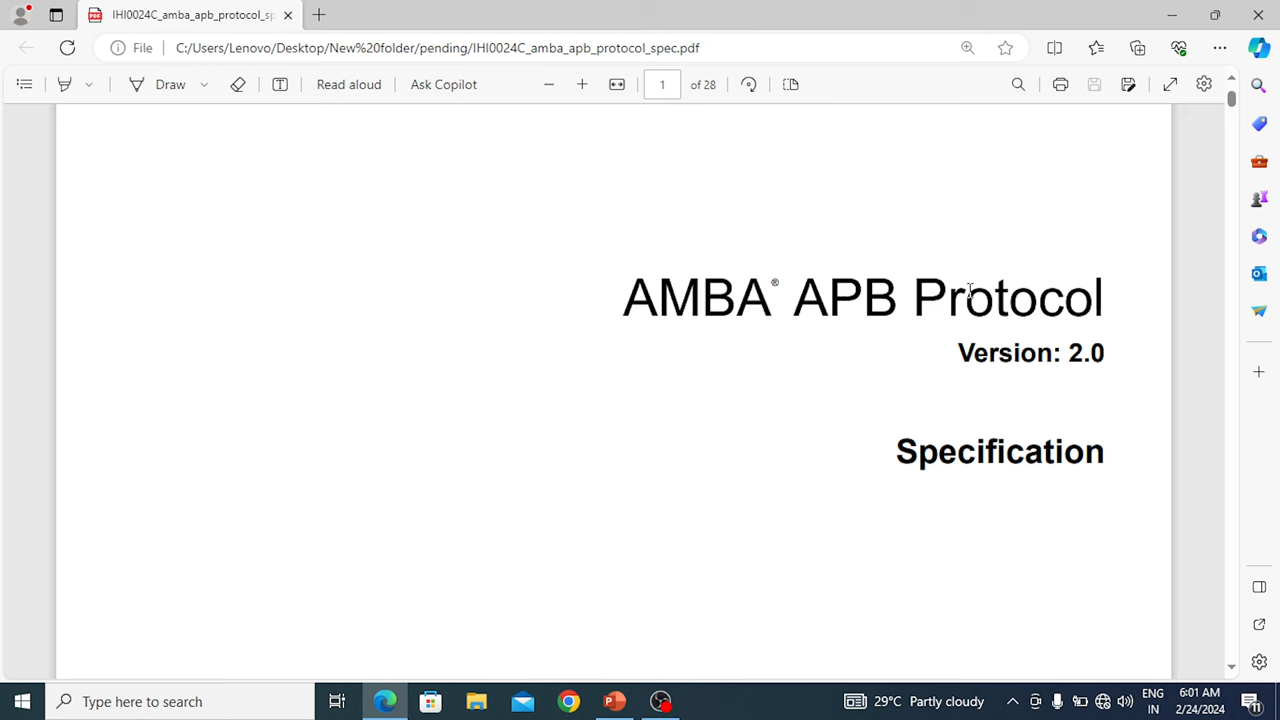 IHI0024C_amba_apb_protocol_sp
File
C:/Users/Lenovo/Desktop/New%20folder/pending/IHI0024C_amba_apb_protocol_spec.pdf
Draw
Read aloud
Ask Copilot
1
of 28
AMBA® APB Protocol
Version: 2.0
Specification
Type here to search
29°C Partly cloudy
ENG
IN
6:01 AM
2/24/2024
11